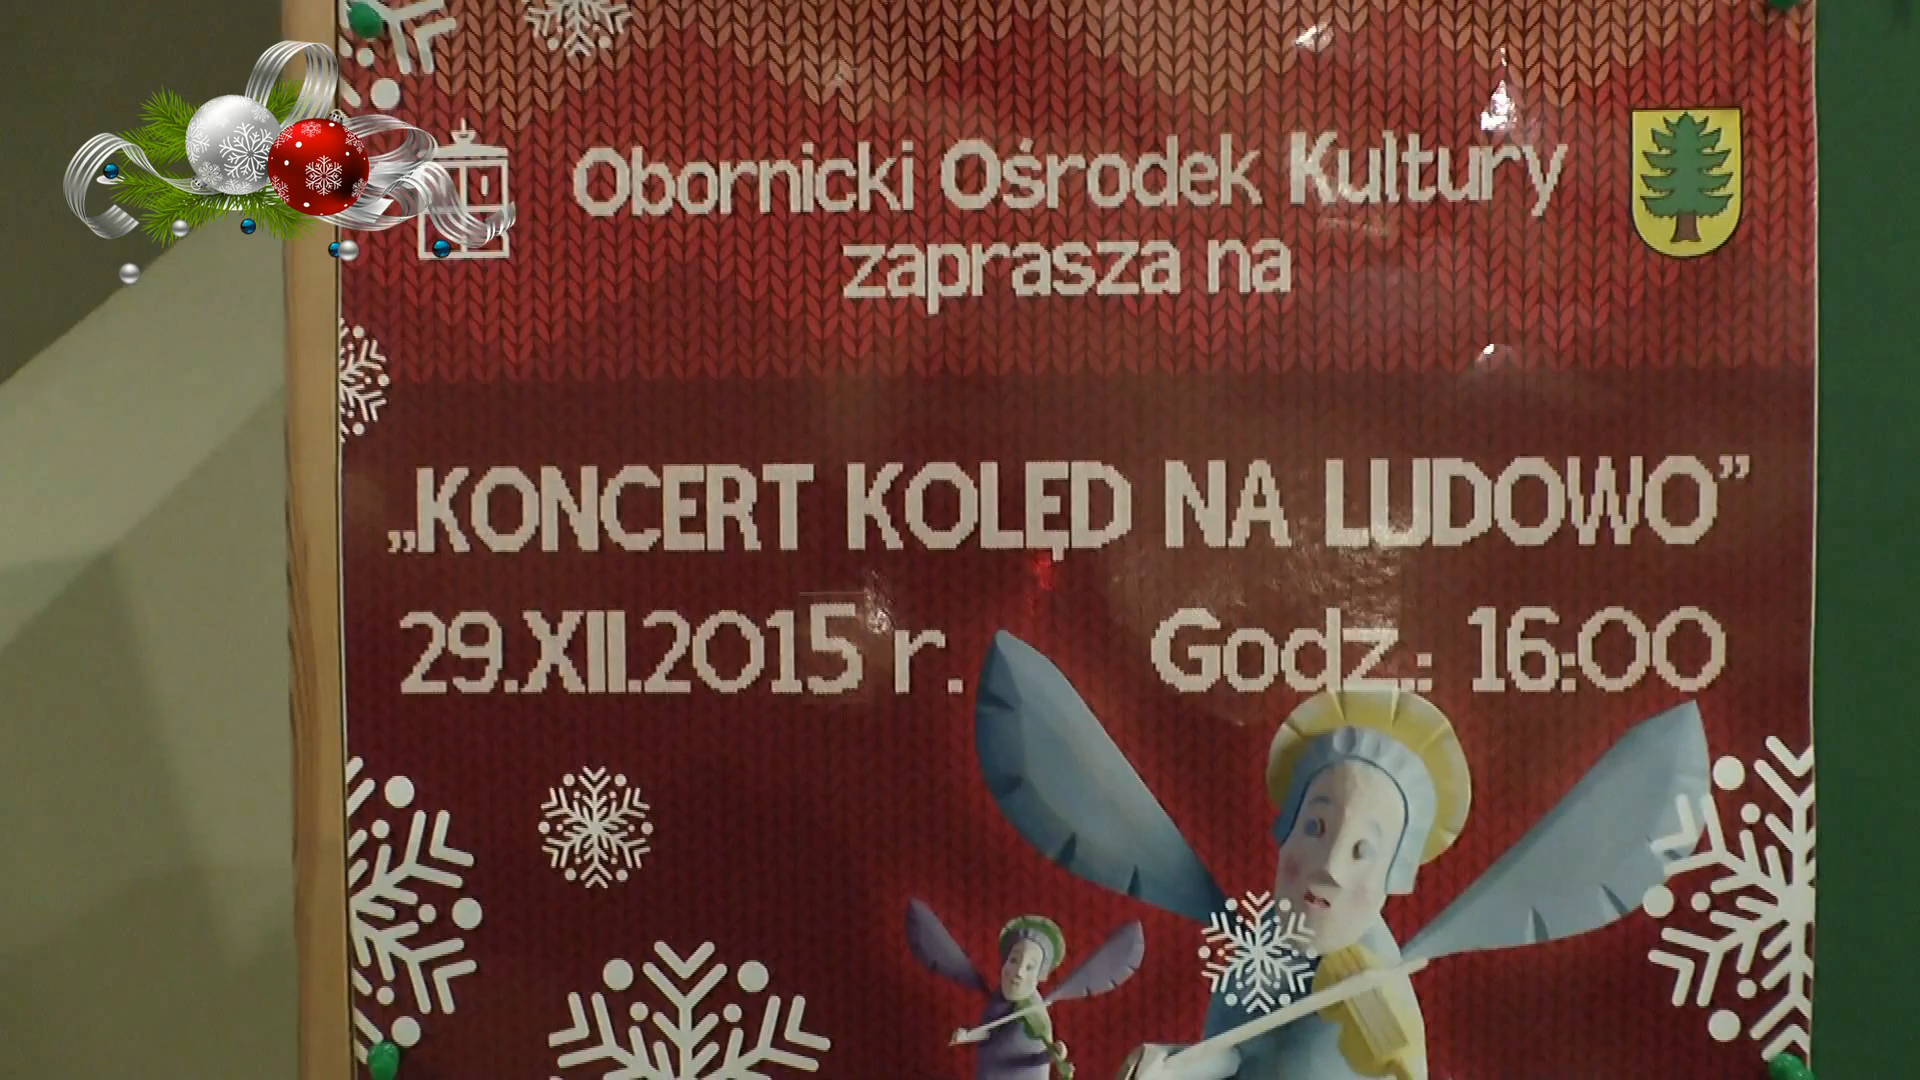 Obornicki Ośrodek Kultury
zaprasza na
„KONCERT KOLĘD NA LUDOWO”
29.XII.2015 r. Godz.: 16:00